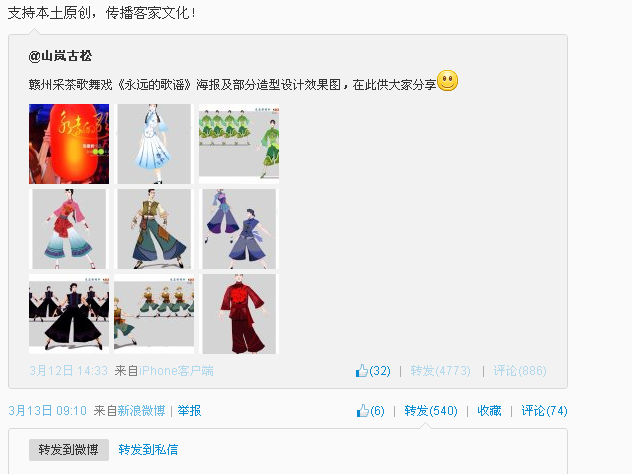 支持本土原创，传播客家文化！
@山岚古松
赣州采茶歌舞戏《永远的歌谣》海报及部分造型设计效果图，在此供大家分享
永远的歌
3月12日 14:33 来自iPhone客户端 (32) | 转发(4773) | 评论(886)
3月13日 09:10 来自新浪微博 | 举报 (6) | 转发(540) | 收藏 | 评论(74)
转发到微博 转发到私信